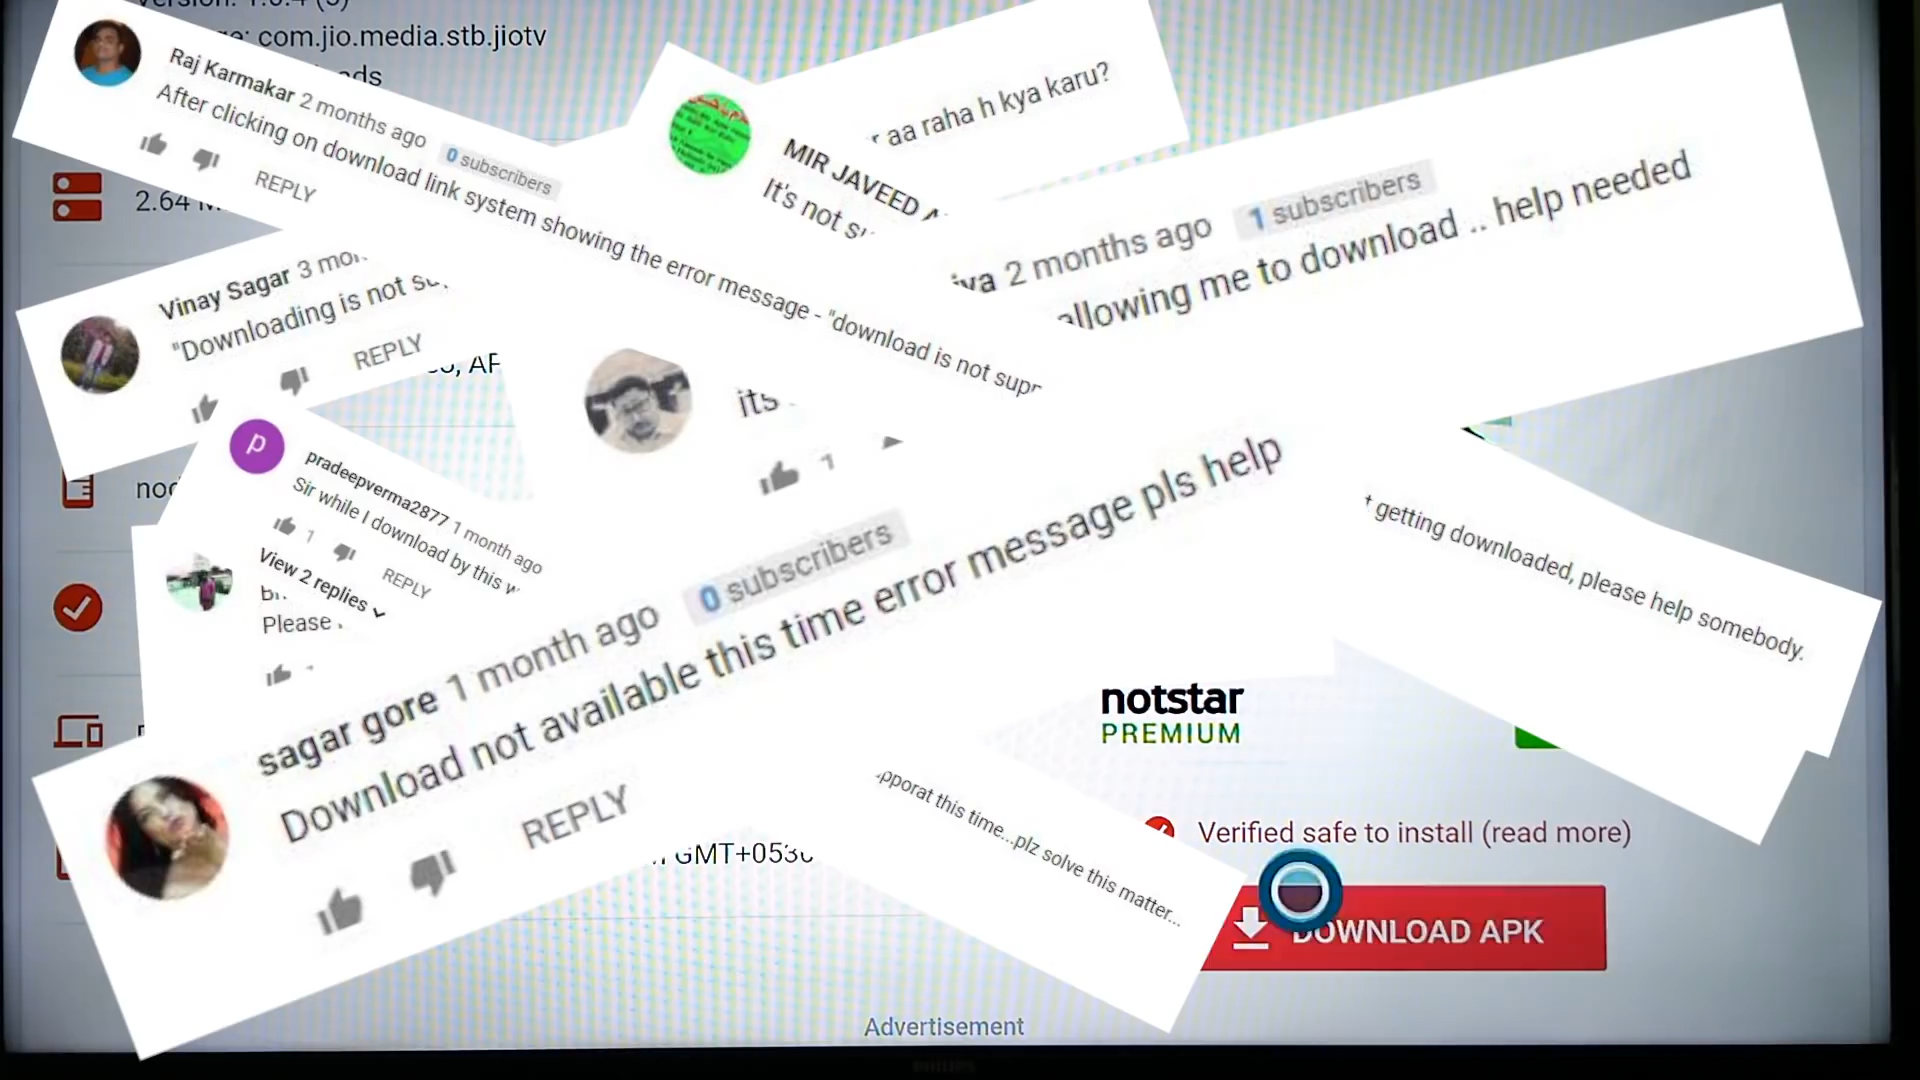 com.jio.media.stb.jiotv
Raj Karmakar 2 months ago 0 subscribers
After clicking on download link system showing the error message - "download is not
REPLY
aa raha h kya karu?
MIR JAVEED
It's not
2 months ago 1 subscribers
allowing me to download .. help needed
2.64
Vinay Sagar 3
"Downloading is not
REPLY
its
1
pradeepverma2877 1 month ago
Sir while I download by this
1 REPLY
View 2 replies
Please
getting downloaded, please help somebody.
sagar gore 1 month ago 0 subscribers
Download not available this time error message pls help
REPLY
notstar
PREMIUM
this time...plz solve this matter...
Verified safe to install (read more)
DOWNLOAD APK
Advertisement
PHILIPS